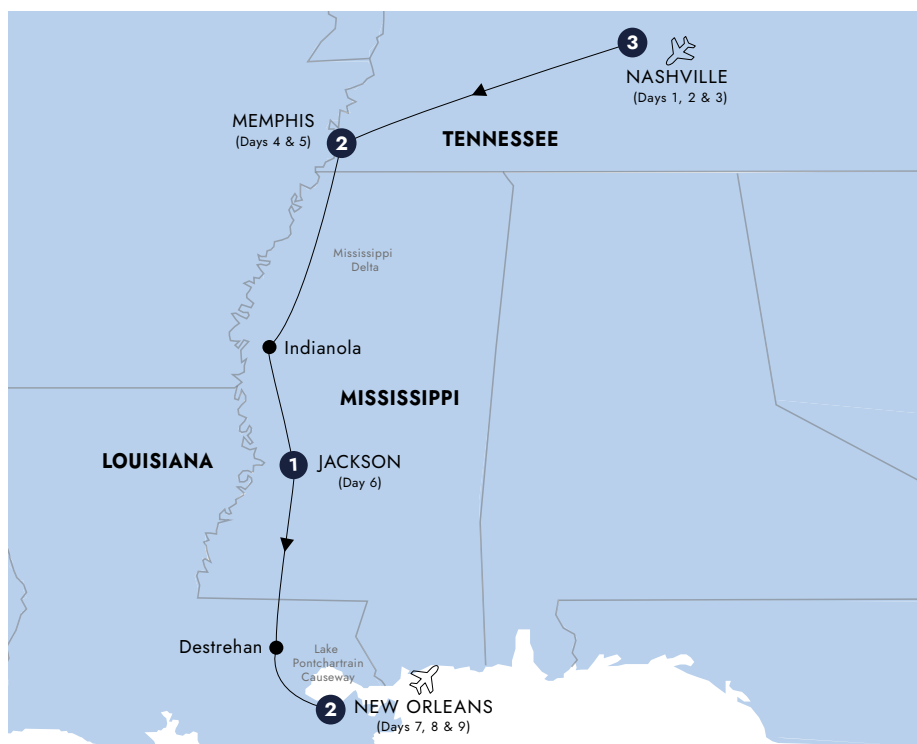 3
NASHVILLE
(Days 1, 2 & 3)
MEMPHIS
(Days 4 & 5)
2
TENNESSEE
Mississippi
Delta
Indianola
MISSISSIPPI
LOUISIANA
1
JACKSON
(Day 6)
Destrehan
Lake
Pontchartrain
Causeway
2
NEW ORLEANS
(Days 7, 8 & 9)